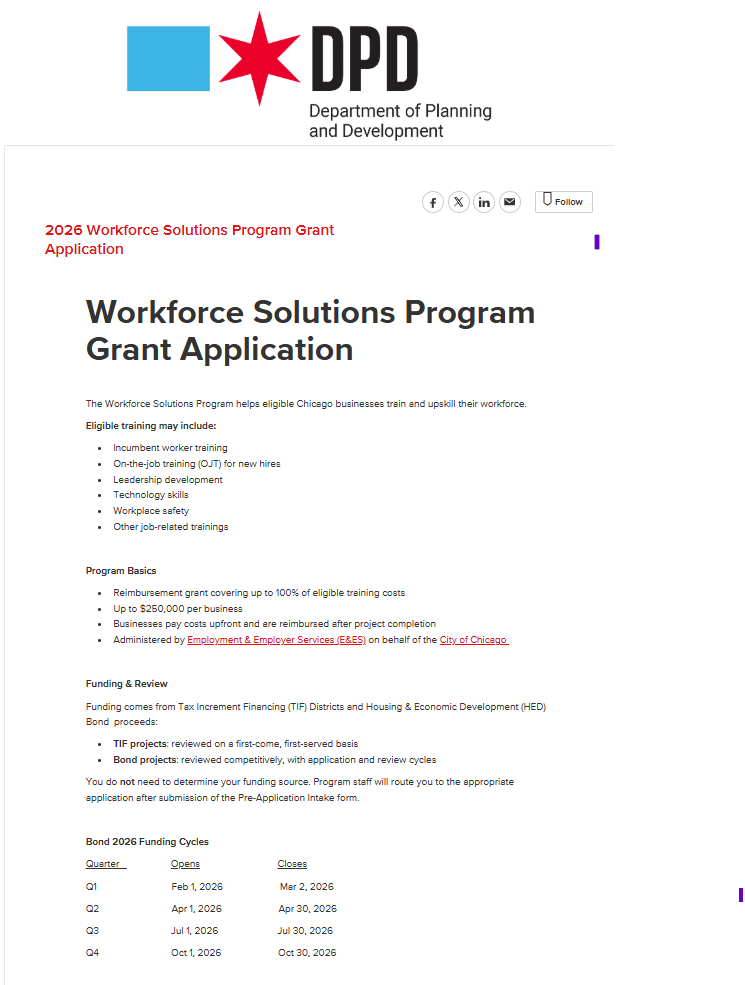 DPD
Department of Planning
and Development
Follow
2026 Workforce Solutions Program Grant
Application
Workforce Solutions Program
Grant Application
The Workforce Solutions Program helps eligible Chicago businesses train and upskill their workforce.
Eligible training may include:
• Incumbent worker training
• On-the-job training (OJT) for new hires
• Leadership development
• Technology skills
• Workplace safety
• Other job-related trainings
Program Basics
• Reimbursement grant covering up to 100% of eligible training costs
• Up to $250,000 per business
• Businesses pay costs upfront and are reimbursed after project completion
• Administered by Employment & Employer Services (E&ES) on behalf of the City of Chicago
Funding & Review
Funding comes from Tax Increment Financing (TIF) Districts and Housing & Economic Development (HED)
Bond proceeds:
• TIF projects: reviewed on a first-come, first-served basis
• Bond projects: reviewed competitively, with application and review cycles
You do not need to determine your funding source. Program staff will route you to the appropriate
application after submission of the Pre-Application Intake form.
Bond 2026 Funding Cycles
Quarter Opens Closes
Q1 Feb 1, 2026 Mar 2, 2026
Q2 Apr 1, 2026 Apr 30, 2026
Q3 Jul 1, 2026 Jul 30, 2026
Q4 Oct 1, 2026 Oct 30, 2026